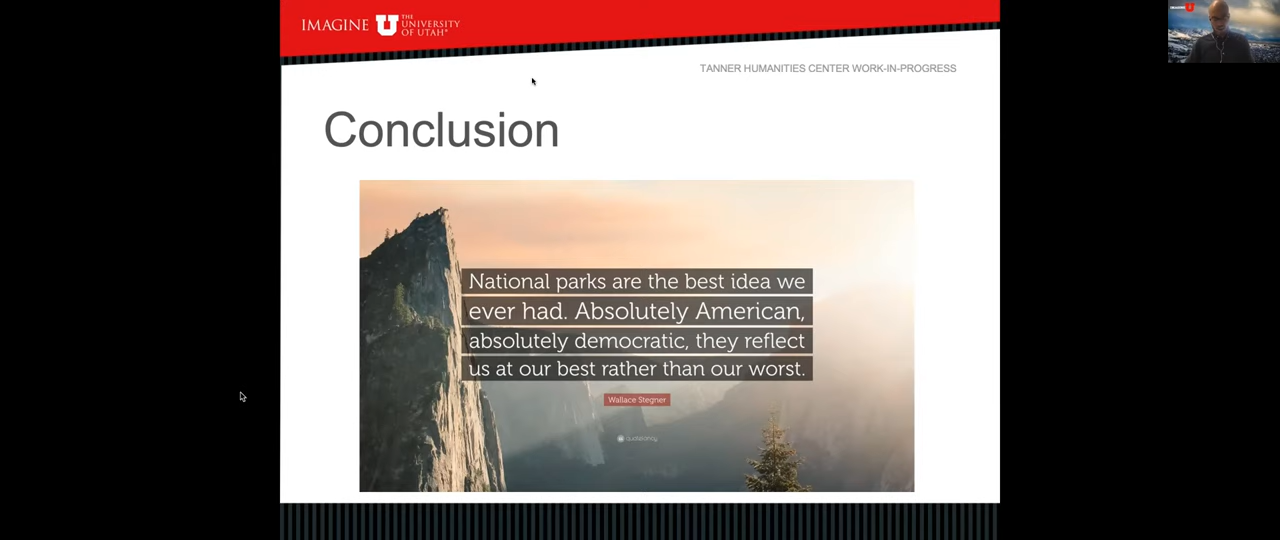 IMAGINE
THE
UNIVERSITY
OF UTAH®
TANNER HUMANITIES CENTER WORK-IN-PROGRESS
Conclusion
National parks are the best idea we
ever had. Absolutely American,
absolutely democratic, they reflect
us at our best rather than our worst.
Wallace Stegner
quotefancy